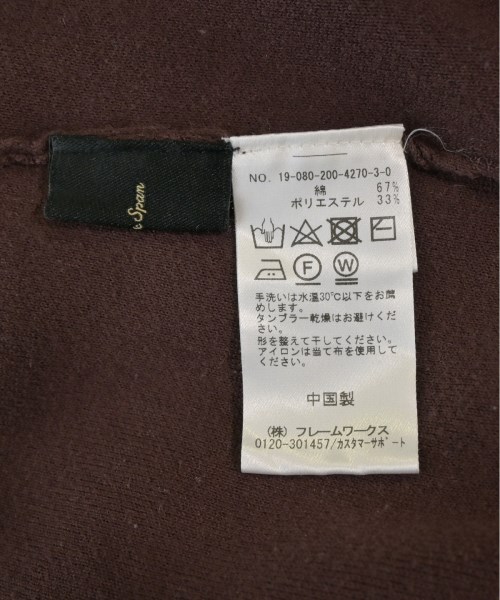 Span
NO. 19-080-200-4270-3-0
綿 67%
ポリエステル 33%
F W
手洗いは水温30℃以下をお薦
めします。
タンブラー乾燥はお避けくださ
い。
形を整えて干してください。
アイロンは当て布を使用して
ください。
中国製
(株) フレームワークス
0120-301457/カスタマーサポート